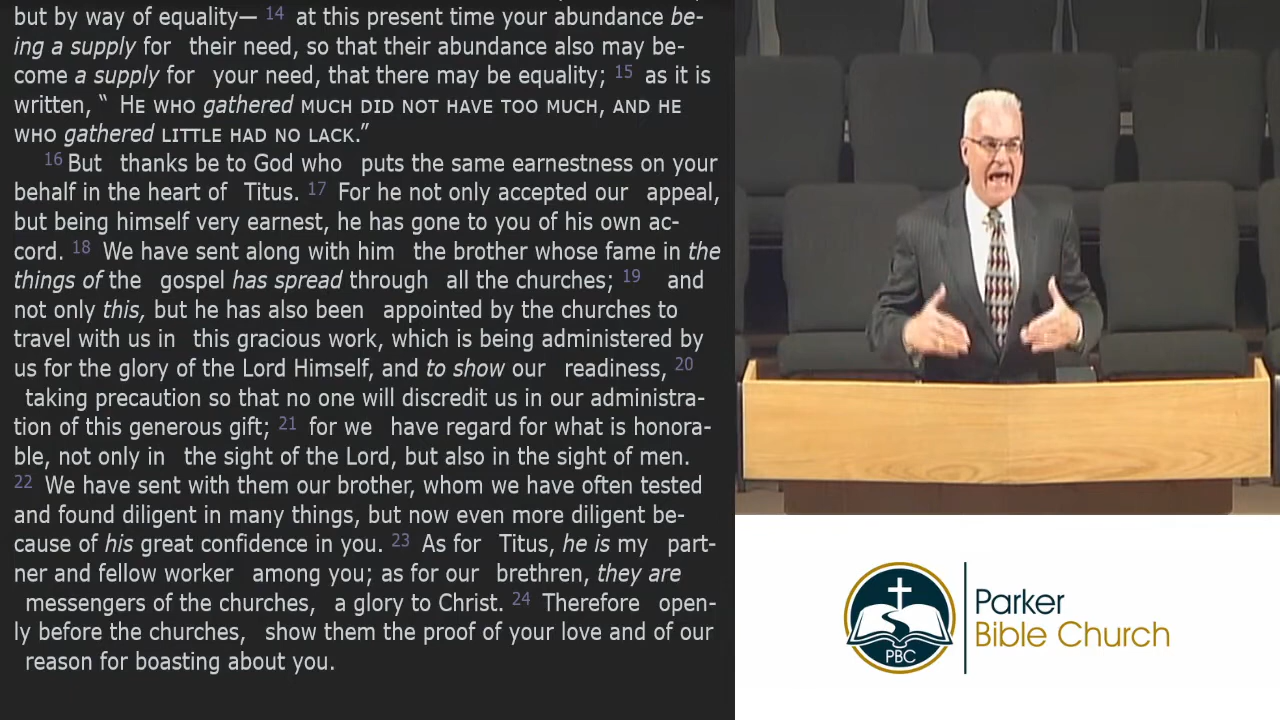 but by way of equality— 14 at this present time your abundance be-
ing a supply for their need, so that their abundance also may be-
come a supply for your need, that there may be equality; 15 as it is
written, “ HE WHO gathered MUCH DID NOT HAVE TOO MUCH, AND HE
WHO gathered LITTLE HAD NO LACK.”
16 But thanks be to God who puts the same earnestness on your
behalf in the heart of Titus. 17 For he not only accepted our appeal,
but being himself very earnest, he has gone to you of his own ac-
cord. 18 We have sent along with him the brother whose fame in the
things of the gospel has spread through all the churches; 19 and
not only this, but he has also been appointed by the churches to
travel with us in this gracious work, which is being administered by
us for the glory of the Lord Himself, and to show our readiness, 20
taking precaution so that no one will discredit us in our administra-
tion of this generous gift; 21 for we have regard for what is honora-
ble, not only in the sight of the Lord, but also in the sight of men.
22 We have sent with them our brother, whom we have often tested
and found diligent in many things, but now even more diligent be-
cause of his great confidence in you. 23 As for Titus, he is my part-
ner and fellow worker among you; as for our brethren, they are
messengers of the churches, a glory to Christ. 24 Therefore open-
ly before the churches, show them the proof of your love and of our
reason for boasting about you.
PBC
Parker
Bible Church